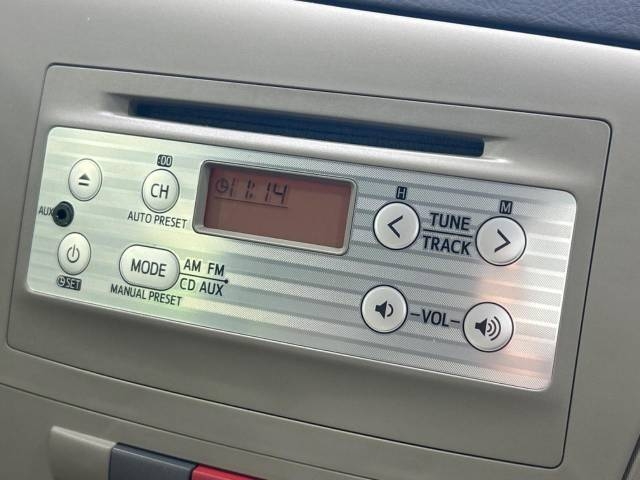 :00
CH
AUTO PRESET
11:14
H
M
TUNE
TRACK
AUX
SET
MODE
AM FM
CD AUX
MANUAL PRESET
-VOL-